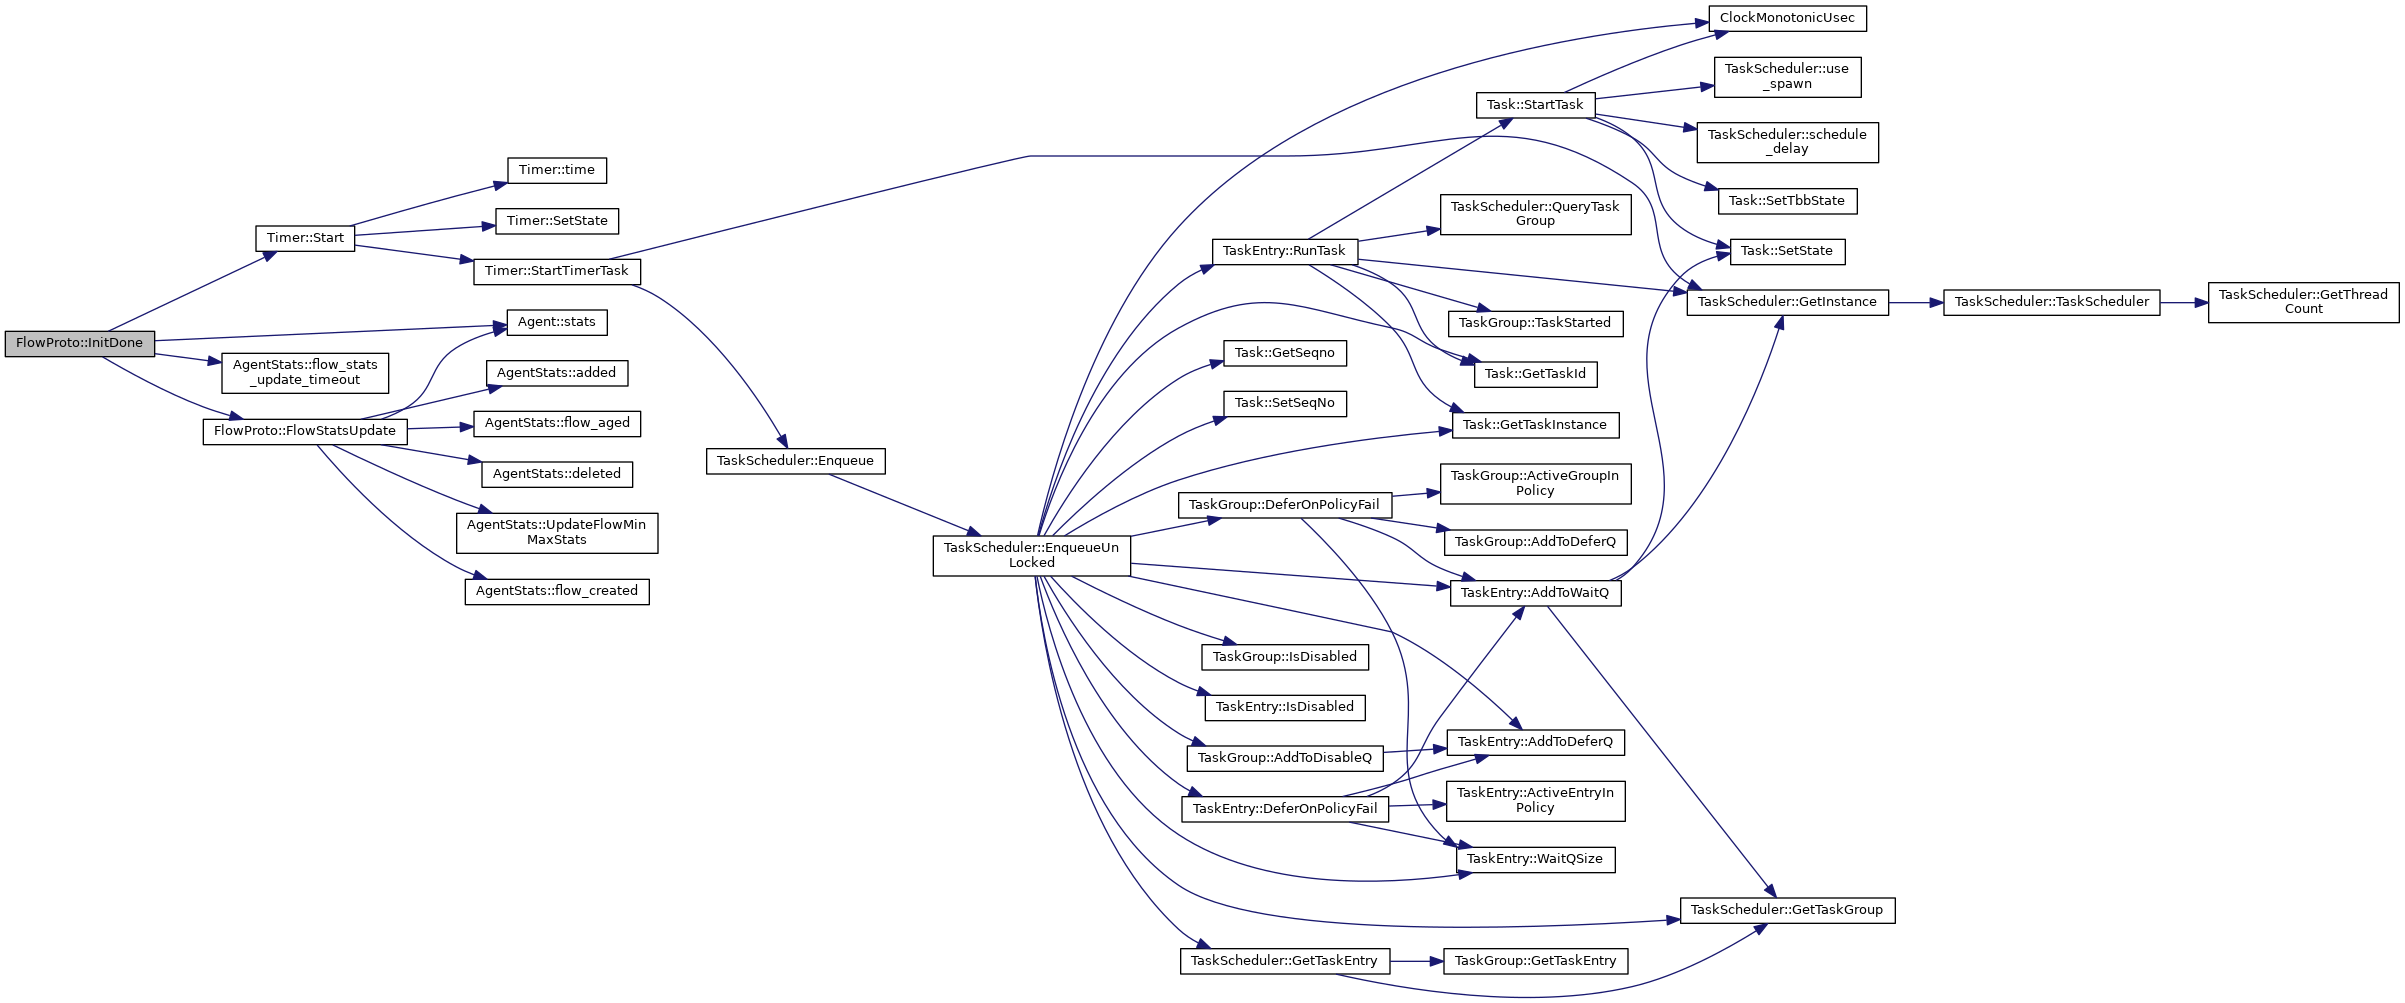 FlowProto::InitDone
Timer::Start
AgentStats::flow_stats
_update_timeout
FlowProto::FlowStatsUpdate
Timer::time
Timer::SetState
Timer::StartTimerTask
Agent::stats
AgentStats::added
AgentStats::flow_aged
AgentStats::deleted
AgentStats::UpdateFlowMin
MaxStats
AgentStats::flow_created
TaskScheduler::Enqueue
TaskScheduler::EnqueueUn
Locked
TaskEntry::RunTask
Task::GetSeqno
Task::SetSeqNo
TaskGroup::DeferOnPolicyFail
TaskGroup::IsDisabled
TaskEntry::IsDisabled
TaskGroup::AddToDisableQ
TaskEntry::DeferOnPolicyFail
TaskScheduler::GetTaskEntry
Task::StartTask
TaskScheduler::QueryTask
Group
TaskGroup::TaskStarted
Task::GetTaskId
Task::GetTaskInstance
TaskGroup::ActiveGroupIn
Policy
TaskGroup::AddToDeferQ
TaskEntry::AddToWaitQ
TaskEntry::AddToDeferQ
TaskEntry::ActiveEntryIn
Policy
TaskEntry::WaitQSize
TaskGroup::GetTaskEntry
ClockMonotonicUsec
TaskScheduler::use
_spawn
TaskScheduler::schedule
_delay
Task::SetTbbState
Task::SetState
TaskScheduler::GetInstance
TaskScheduler::GetTaskGroup
TaskScheduler::TaskScheduler
TaskScheduler::GetThread
Count